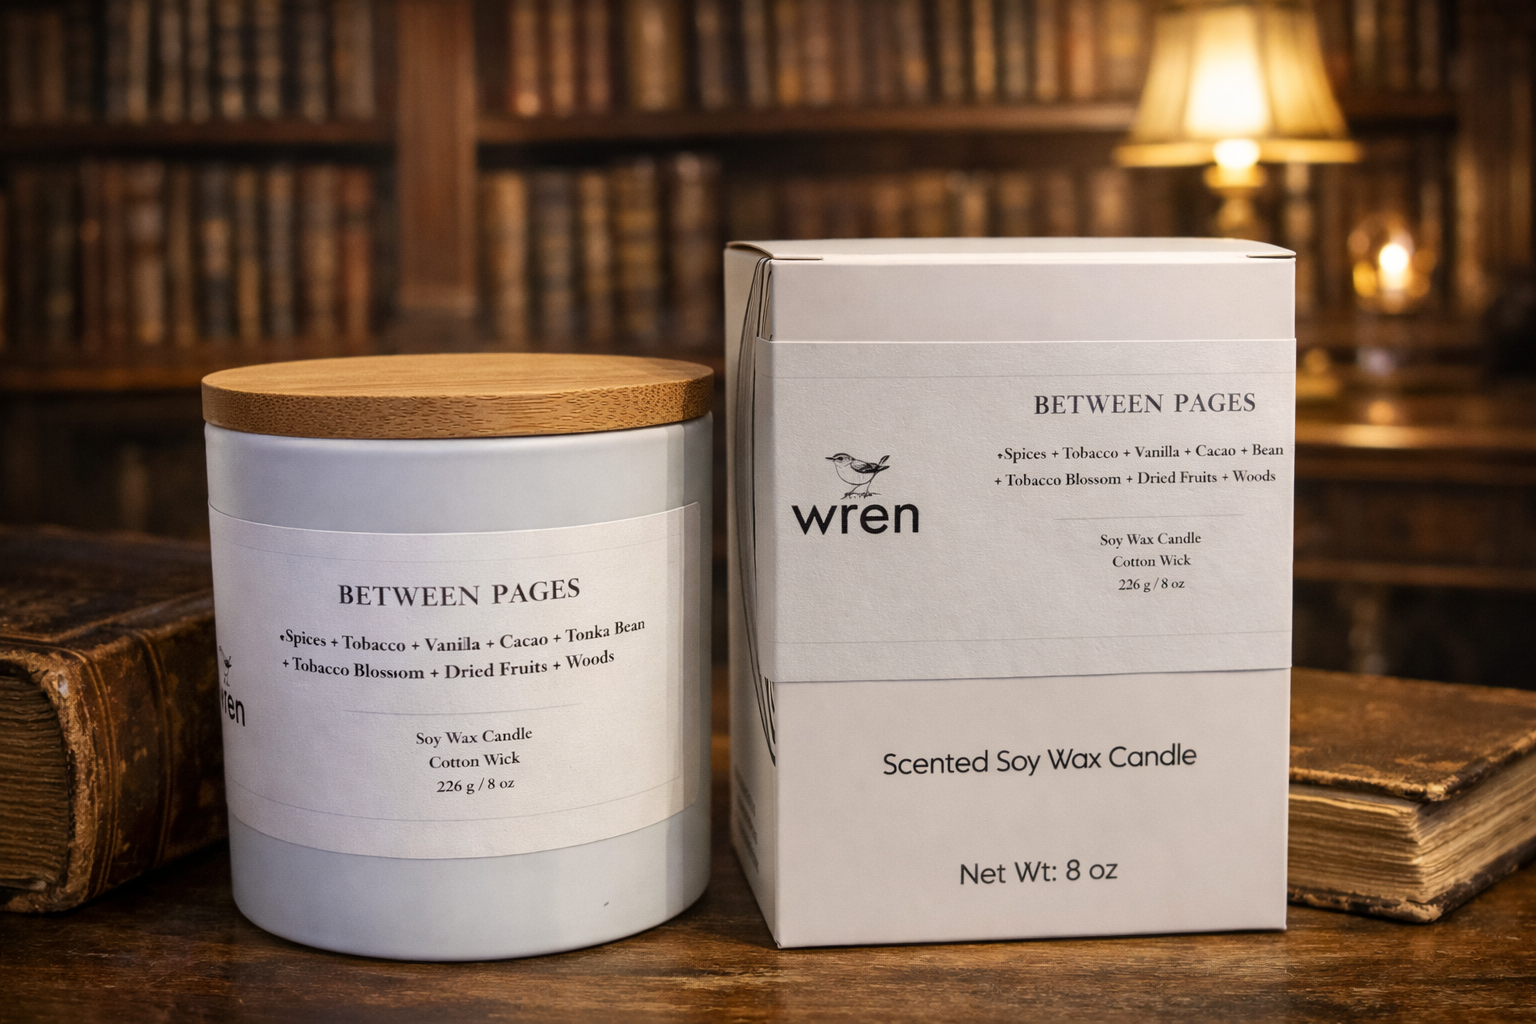 BETWEEN PAGES
+Spices + Tobacco + Vanilla + Cacao + Tonka Bean
+ Tobacco Blossom + Dried Fruits + Woods
wren
Soy Wax Candle
Cotton Wick
226 g / 8 oz
BETWEEN PAGES
+Spices + Tobacco + Vanilla + Cacao + Bean
+ Tobacco Blossom + Dried Fruits + Woods
wren
Soy Wax Candle
Cotton Wick
226 g / 8 oz
Scented Soy Wax Candle
Net Wt: 8 oz